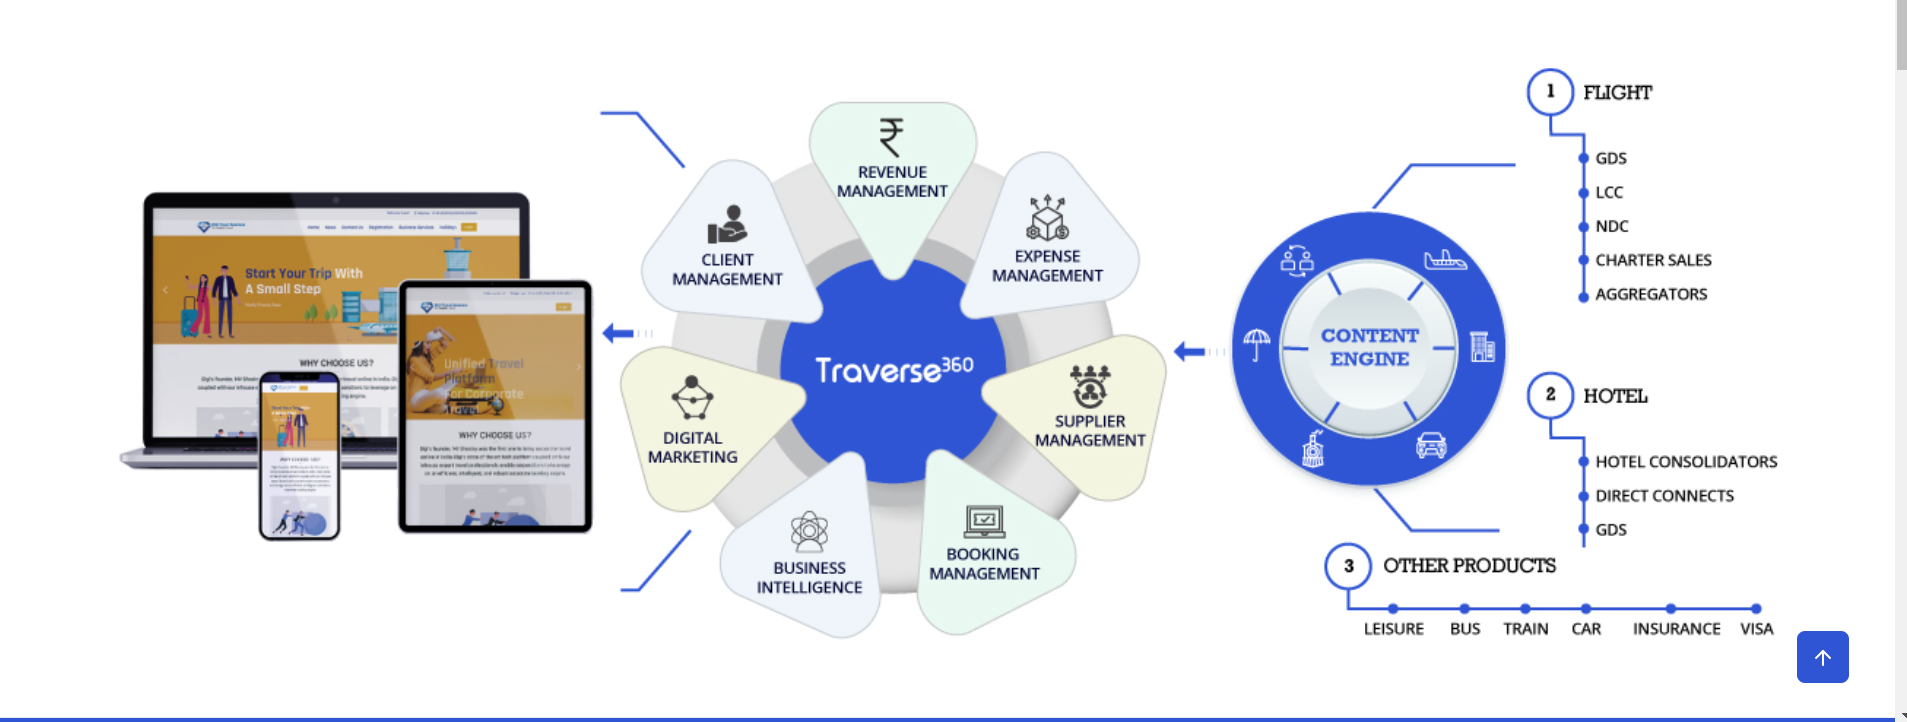 Start Your Trip With
A Small Step
WHY CHOOSE US?
Unified Travel
Platform
For Corporate
Travel
WHY CHOOSE US?
₹
REVENUE
MANAGEMENT
CLIENT
MANAGEMENT
EXPENSE
MANAGEMENT
Traverse360
DIGITAL
MARKETING
SUPPLIER
MANAGEMENT
BUSINESS
INTELLIGENCE
BOOKING
MANAGEMENT
CONTENT
ENGINE
1 FLIGHT
GDS
LCC
NDC
CHARTER SALES
AGGREGATORS
2 HOTEL
HOTEL CONSOLIDATORS
DIRECT CONNECTS
GDS
3 OTHER PRODUCTS
LEISURE BUS TRAIN CAR INSURANCE VISA